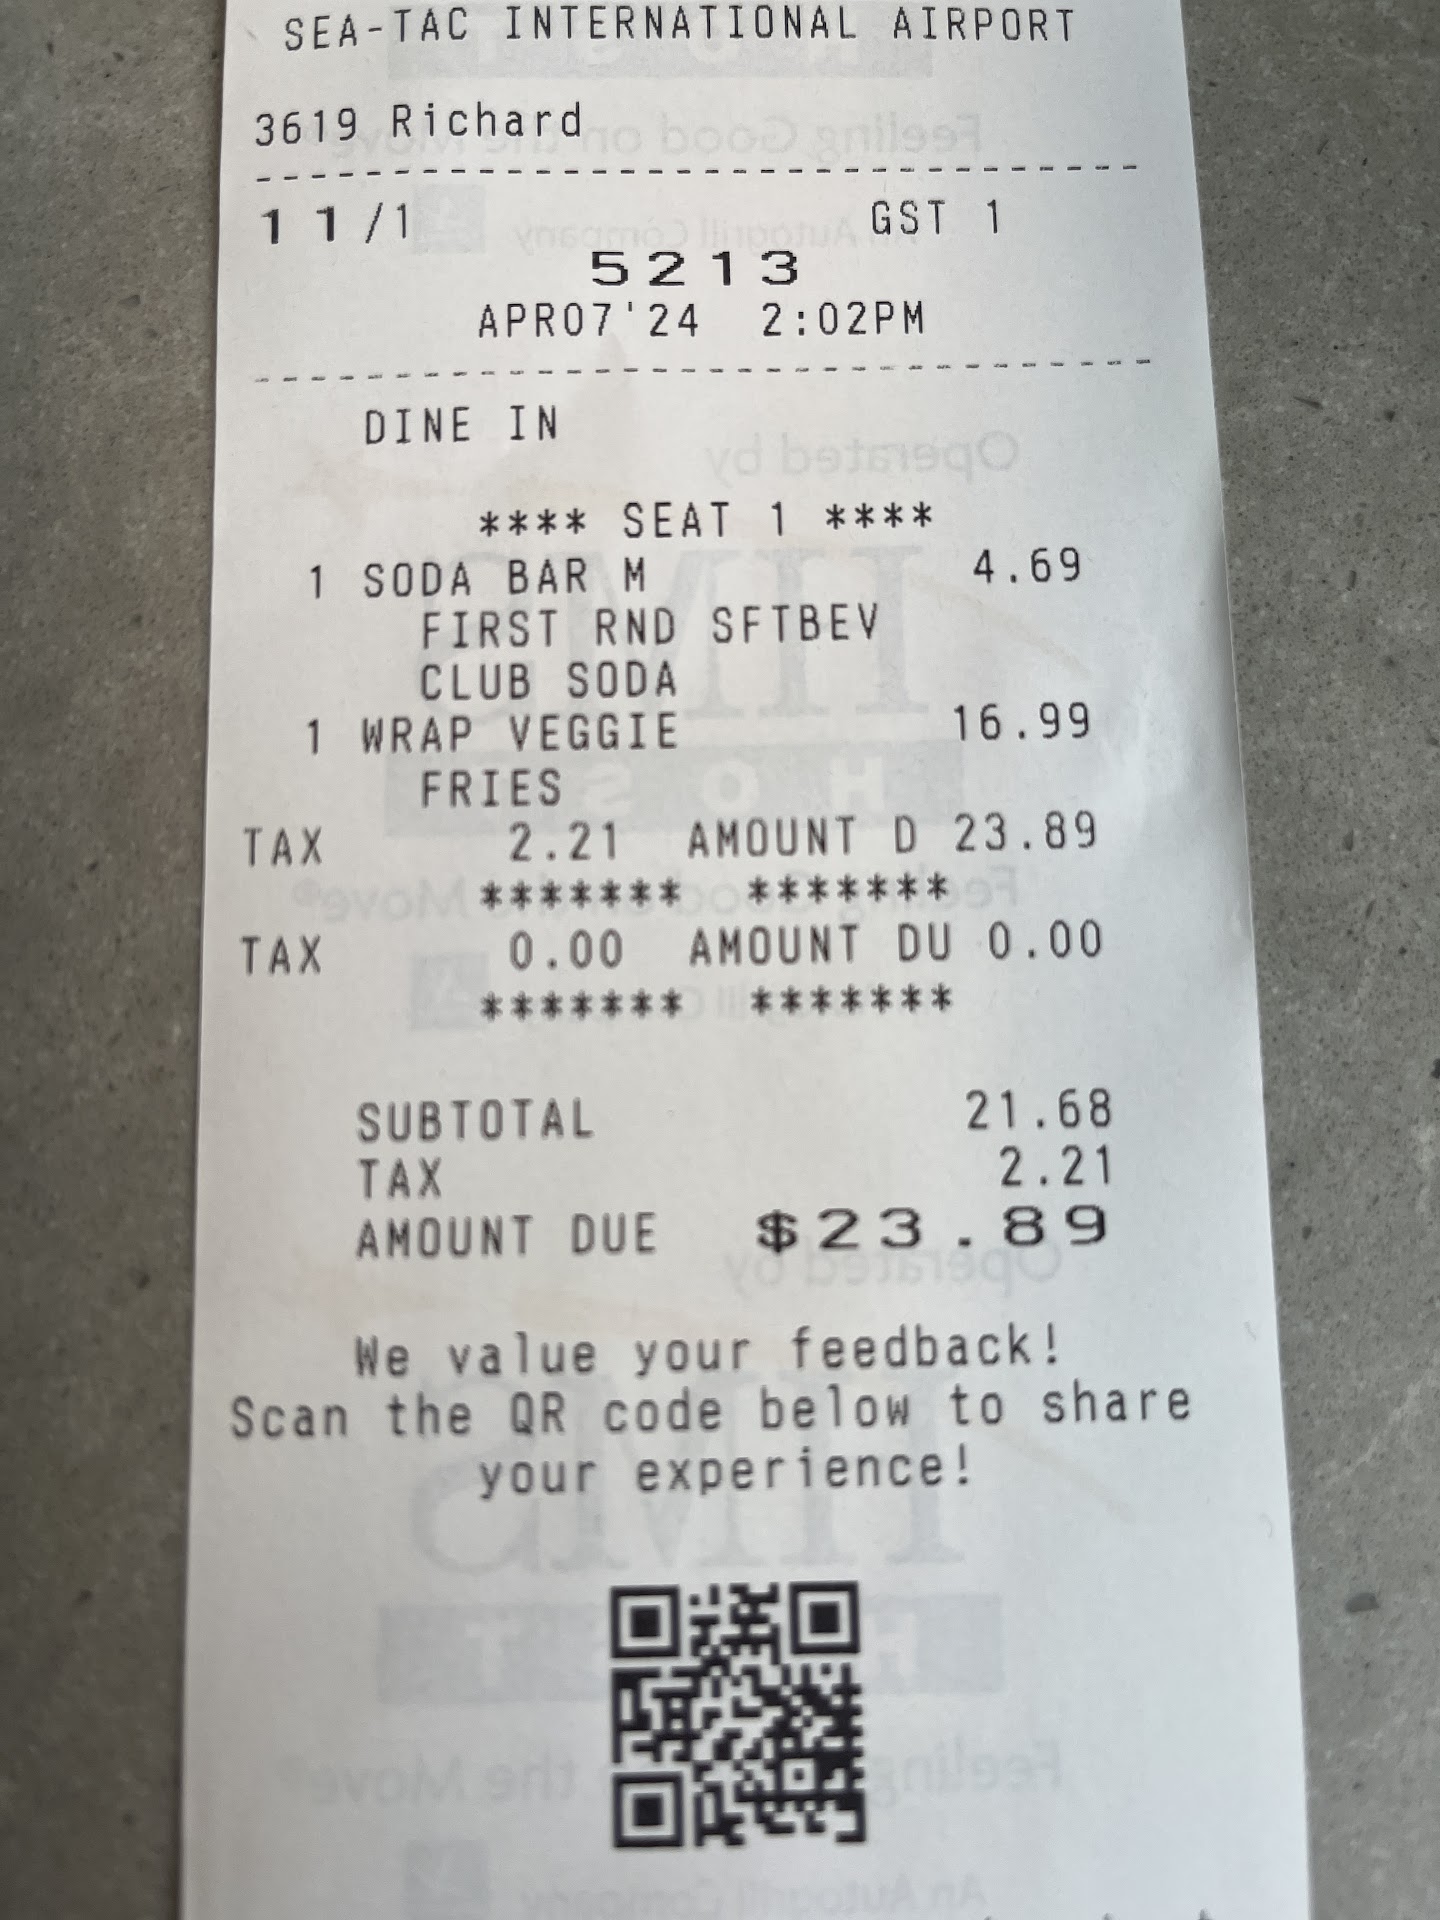 SEA-TAC INTERNATIONAL AIRPORT
3619 Richard
--------------------------------
11/1 GST 1
5213
APR07'24 2:02PM
--------------------------------
DINE IN
**** SEAT 1 ****
1 SODA BAR M 4.69
FIRST RND SFTBEV
CLUB SODA
1 WRAP VEGGIE 16.99
FRIES
TAX 2.21 AMOUNT D 23.89
******* *******
TAX 0.00 AMOUNT DU 0.00
******* *******
SUBTOTAL 21.68
TAX 2.21
AMOUNT DUE $23.89
We value your feedback!
Scan the QR code below to share
your experience!